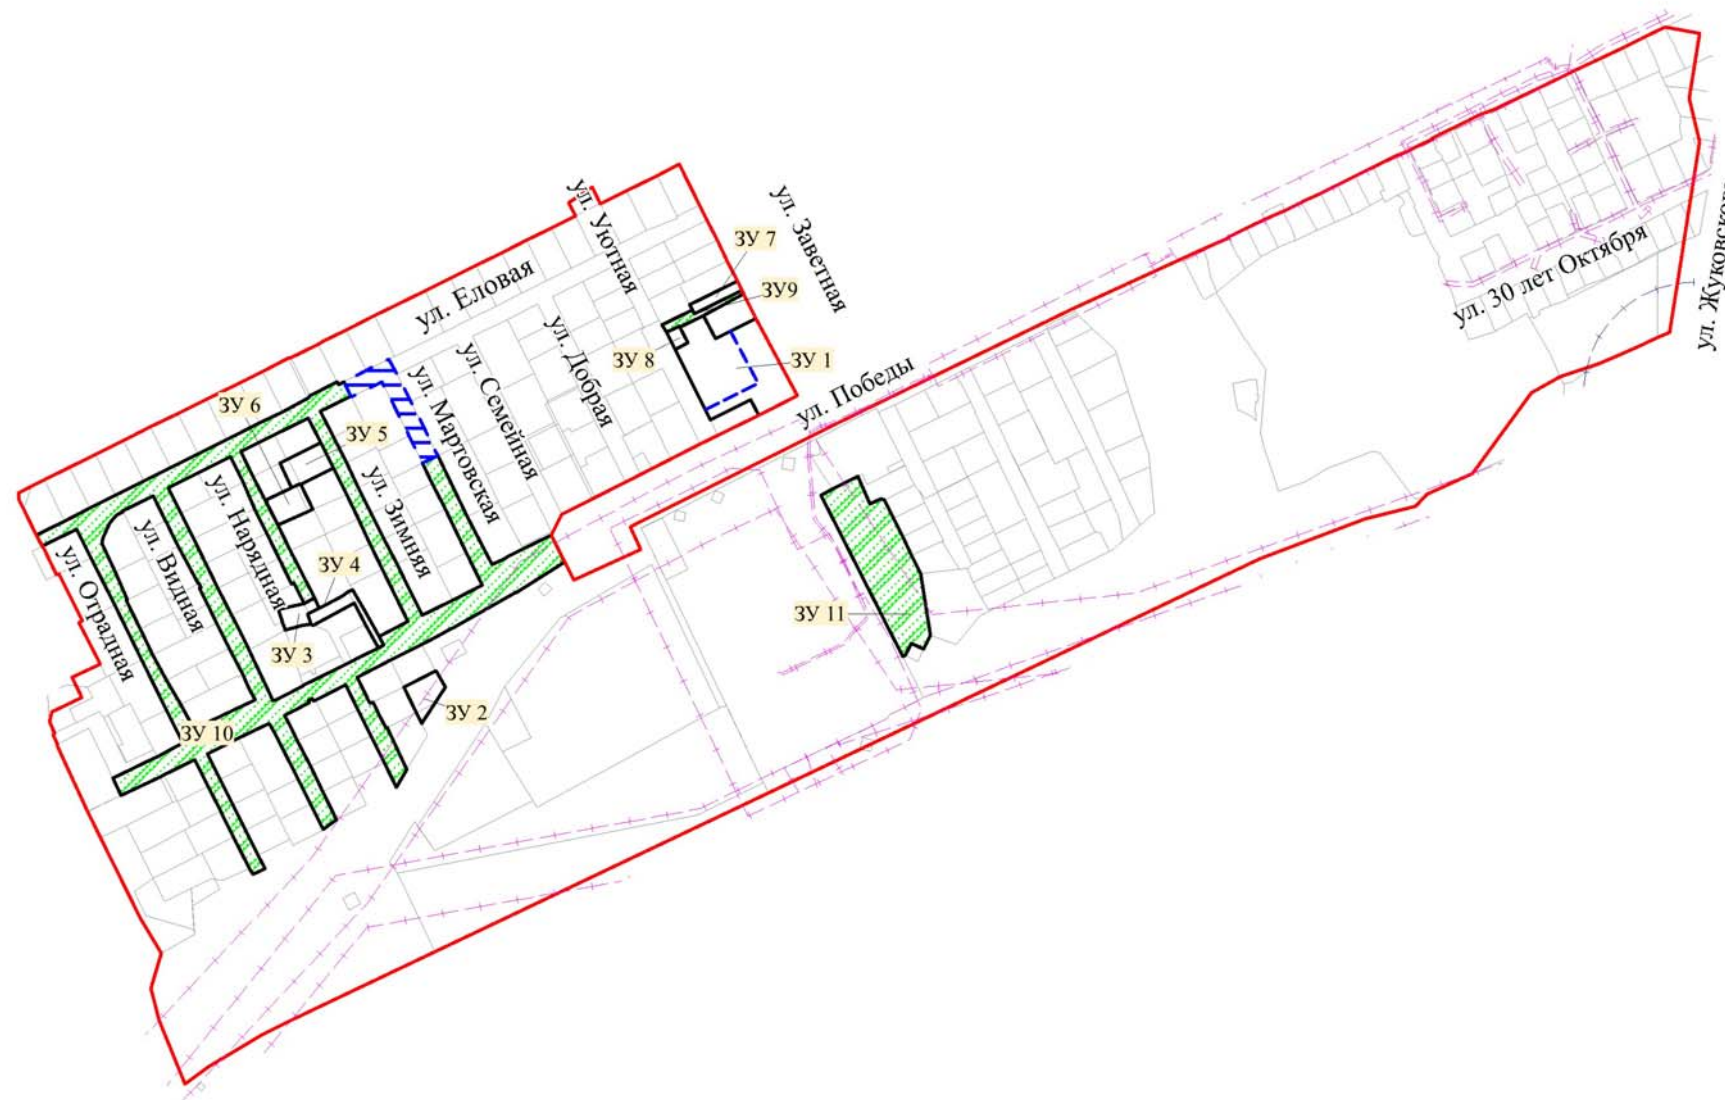 ул. Уютная
ул. Заветная
ЗУ 7
ЗУ9
ул. Еловая
ул. 30 лет Октября
ул. Жуковского
ул. Добрая
ЗУ 8
ЗУ 1
ул. Семейная
ул. Победы
ул. Мартовская
ЗУ 6
ЗУ 5
ул. Зимняя
ул. Нарядная
ул. Видная
ул. Отрадная
ЗУ 4
ЗУ 3
ЗУ 11
ЗУ 2
ЗУ 10